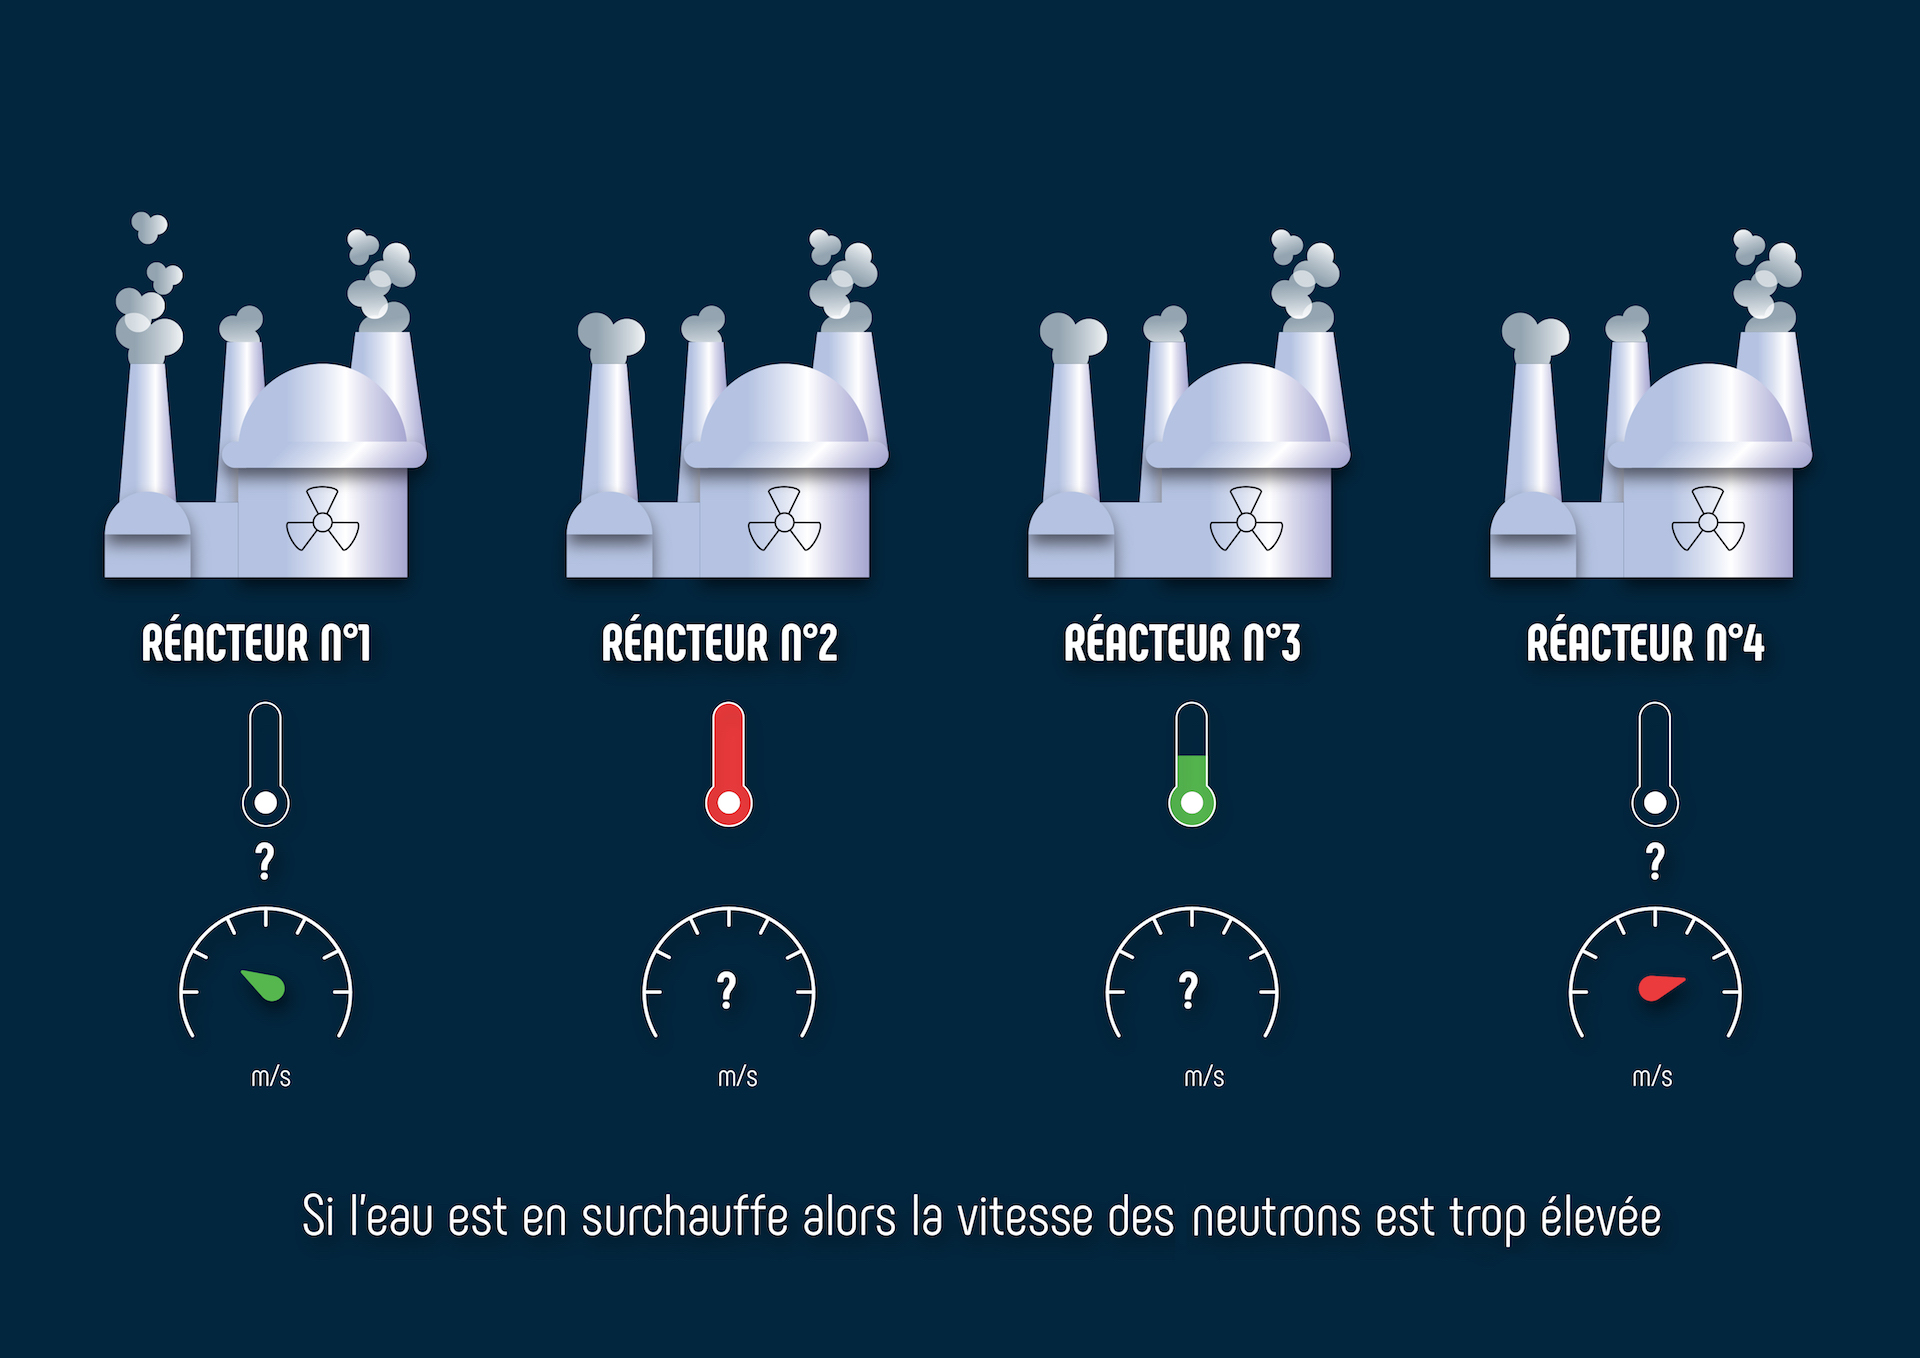 RÉACTEUR N°1
RÉACTEUR N°2
RÉACTEUR N°3
RÉACTEUR N°4
?
?
?
?
m/s
m/s
m/s
m/s
Si l'eau est en surchauffe alors la vitesse des neutrons est trop élevée